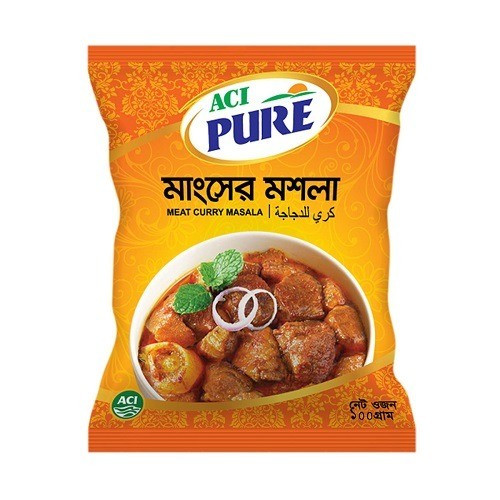 ACI
PURE
মাংসের মশলা
MEAT CURRY MASALA | كري للدجاجة
ACI
নেট ওজন
১০০গ্রাম